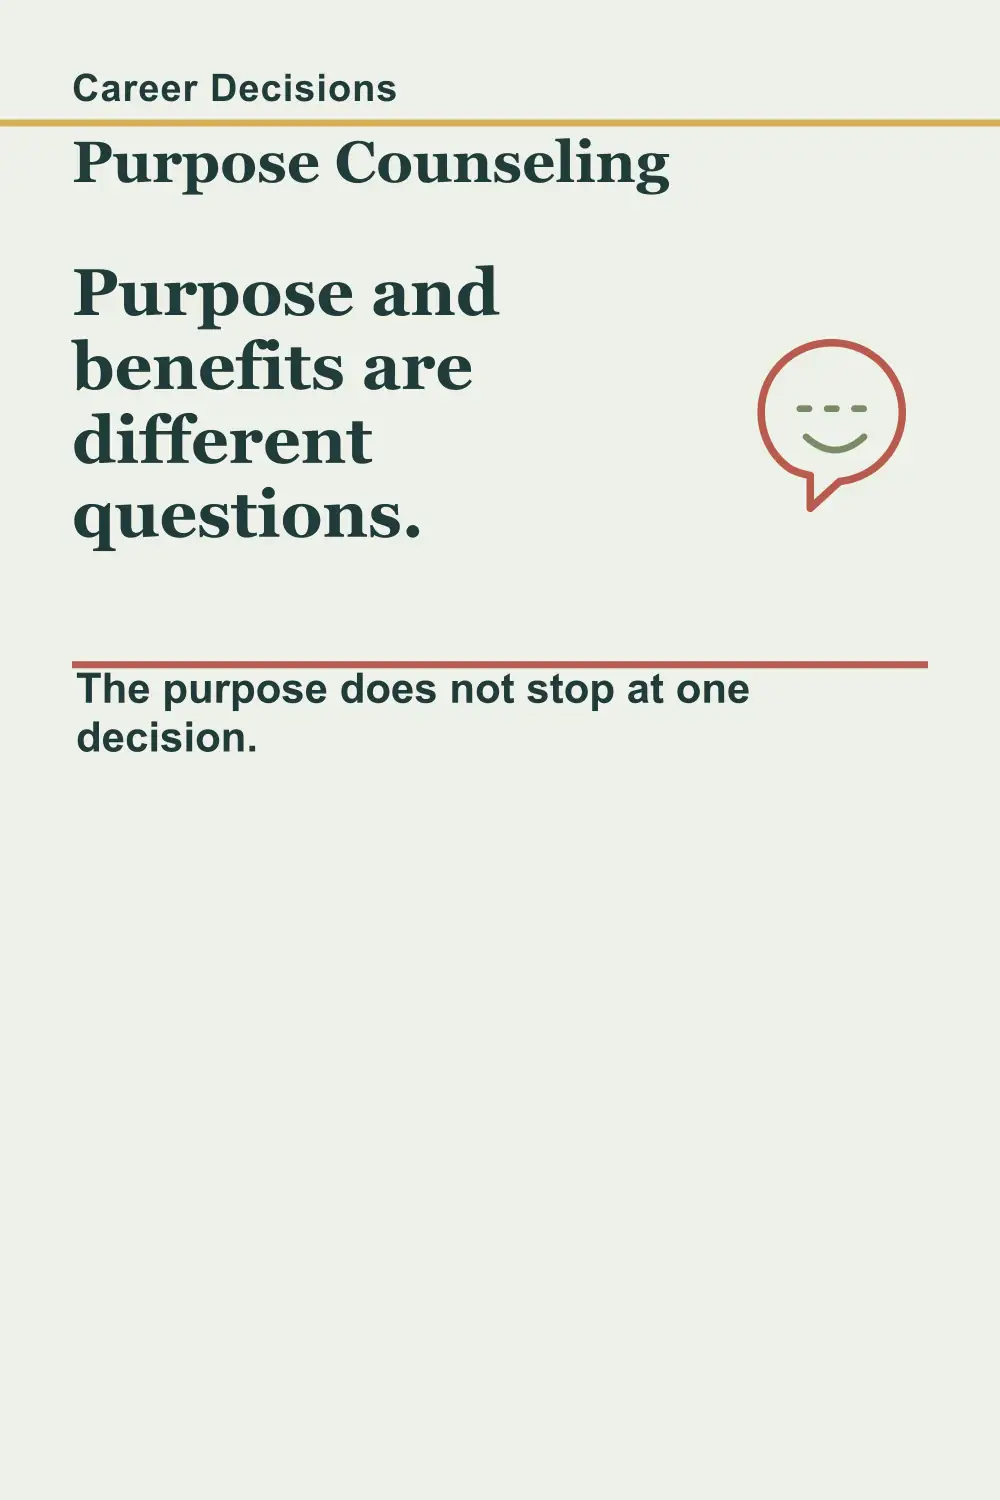 Career Decisions
Purpose Counseling
Purpose and
benefits are
different
questions.
The purpose does not stop at one
decision.